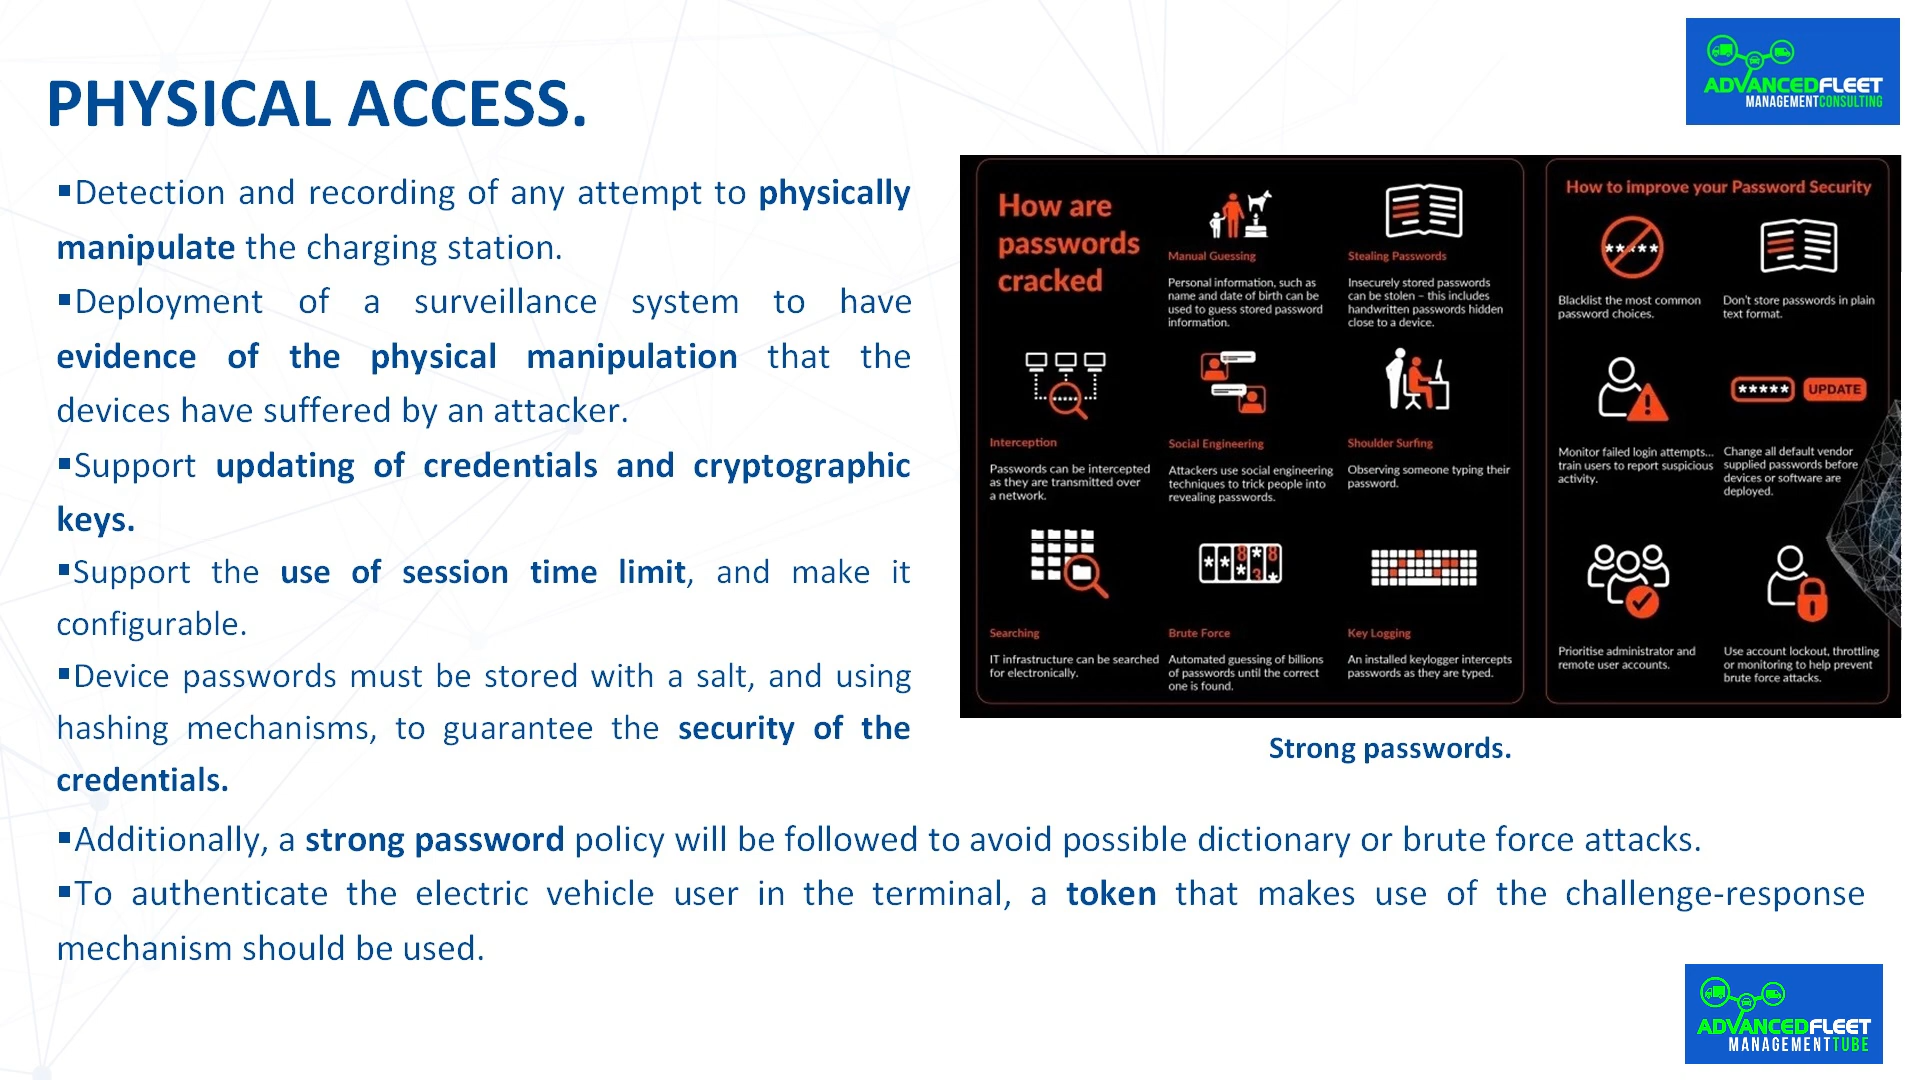 PHYSICAL ACCESS.
ADVANCEDFLEET
MANAGEMENTCONSULTING
▪Detection and recording of any attempt to physically
manipulate the charging station.
▪Deployment of a surveillance system to have
evidence of the physical manipulation that the
devices have suffered by an attacker.
▪Support updating of credentials and cryptographic
keys.
▪Support the use of session time limit, and make it
configurable.
▪Device passwords must be stored with a salt, and using
hashing mechanisms, to guarantee the security of the
credentials.
How are
passwords
cracked
Manual Guessing
Personal information, such as
name and date of birth can be
used to guess stored password
information.
Stealing Passwords
Insecurely stored passwords
can be stolen – this includes
handwritten passwords hidden
close to a device.
Interception
Passwords can be intercepted
as they are transmitted over
a network.
Social Engineering
Attackers use social engineering
techniques to trick people into
revealing passwords.
Shoulder Surfing
Observing someone typing their
password.
Searching
IT infrastructure can be searched
for electronically.
**8*8
3*
Brute Force
Automated guessing of billions
of passwords until the correct
one is found.
Key Logging
An installed keylogger intercepts
passwords as they are typed.
How to improve your Password Security
*****
Blacklist the most common
password choices.
Don't store passwords in plain
text format.
Monitor failed login attempts...
train users to report suspicious
activity.
***** UPDATE
Change all default vendor
supplied passwords before
devices or software are
deployed.
Prioritise administrator and
remote user accounts.
Use account lockout, throttling
or monitoring to help prevent
brute force attacks.
Strong passwords.
▪Additionally, a strong password policy will be followed to avoid possible dictionary or brute force attacks.
▪To authenticate the electric vehicle user in the terminal, a token that makes use of the challenge-response
mechanism should be used.
ADVANCEDFLEET
MANAGEMENTTUBE